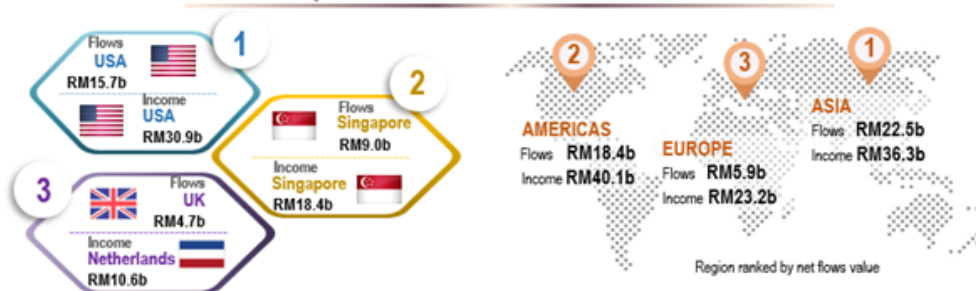 1
Flows
USA
RM15.7b
Income
USA
RM30.9b
2
Flows
Singapore
RM9.0b
Income
Singapore
RM18.4b
3
Flows
UK
RM4.7b
Income
Netherlands
RM10.6b
2
AMERICAS
Flows RM18.4b
Income RM40.1b
3
EUROPE
Flows RM5.9b
Income RM23.2b
1
ASIA
Flows RM22.5b
Income RM36.3b
Region ranked by net flows value